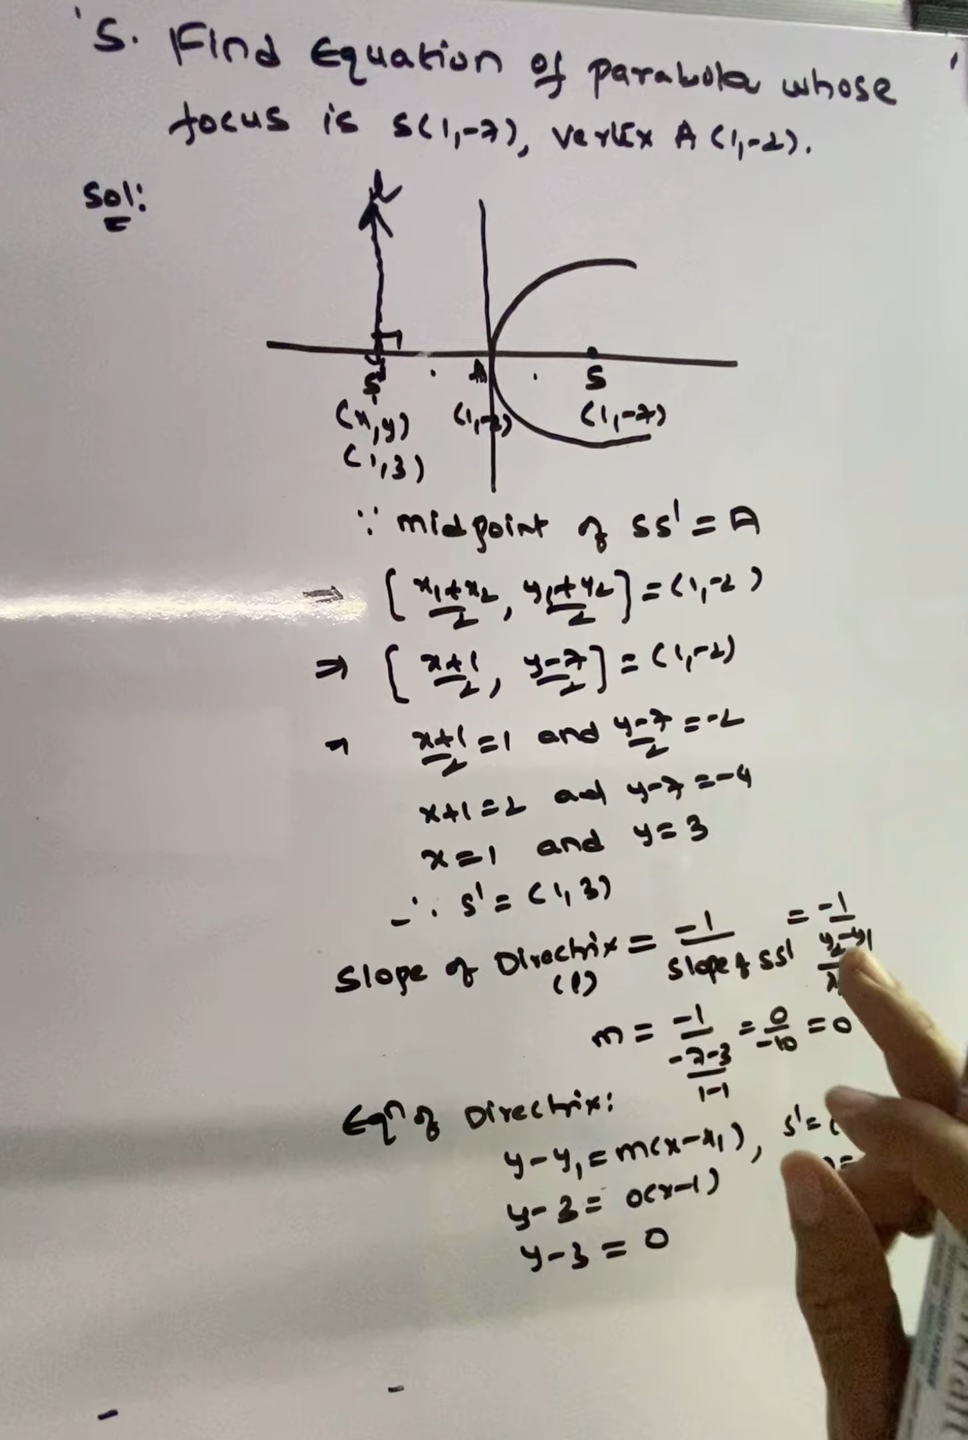 5. Find Equation of parabola whose
focus is S(1,-7), vertex A(1,-2).
Sol:
l
S' A S
(x,y) (1,-2) (1,-7)
(1,3)
∵ midpoint of SS' = A
⇒ [x₁+x₂/2, y₁+y₂/2] = (1,-2)
⇒ [x+1/2, y-7/2] = (1,-2)
⇒ x+1/2 = 1 and y-7/2 = -2
x+1 = 2 and y-7 = -4
x = 1 and y = 3
∴ S' = (1,3)
Slope of Directrix = -1/slope of SS' = -1/y₂-y₁
(l)
m = -1/-7-3/1-1 = 0/-10 = 0
Eqⁿ of Directrix:
y-y₁ = m(x-x₁), S' = (
y-3 = 0(x-1)
y-3 = 0